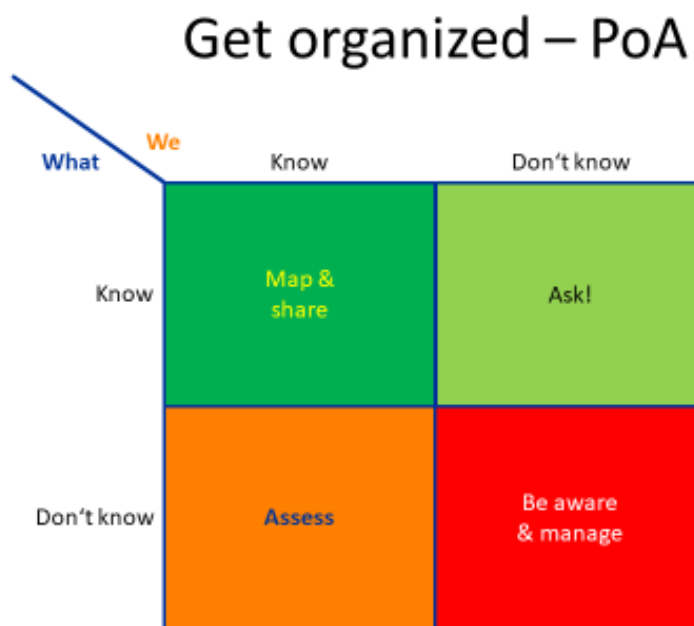 Get organized – PoA
We
What
Know
Don't know
Know
Map &
share
Ask!
Don't know
Assess
Be aware
& manage